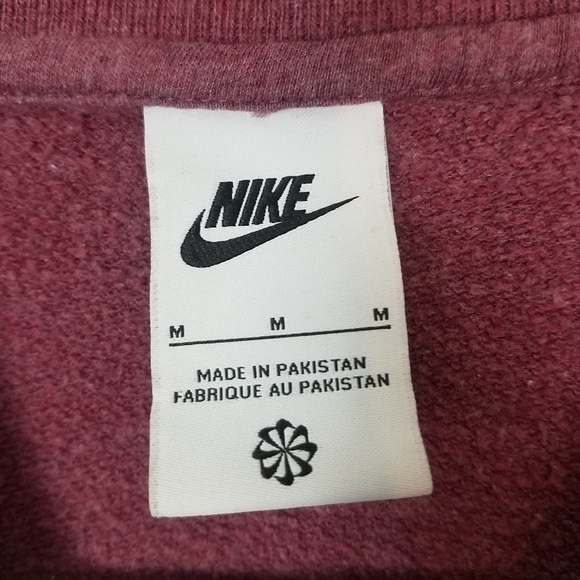 NIKE
M M M
MADE IN PAKISTAN
FABRIQUE AU PAKISTAN